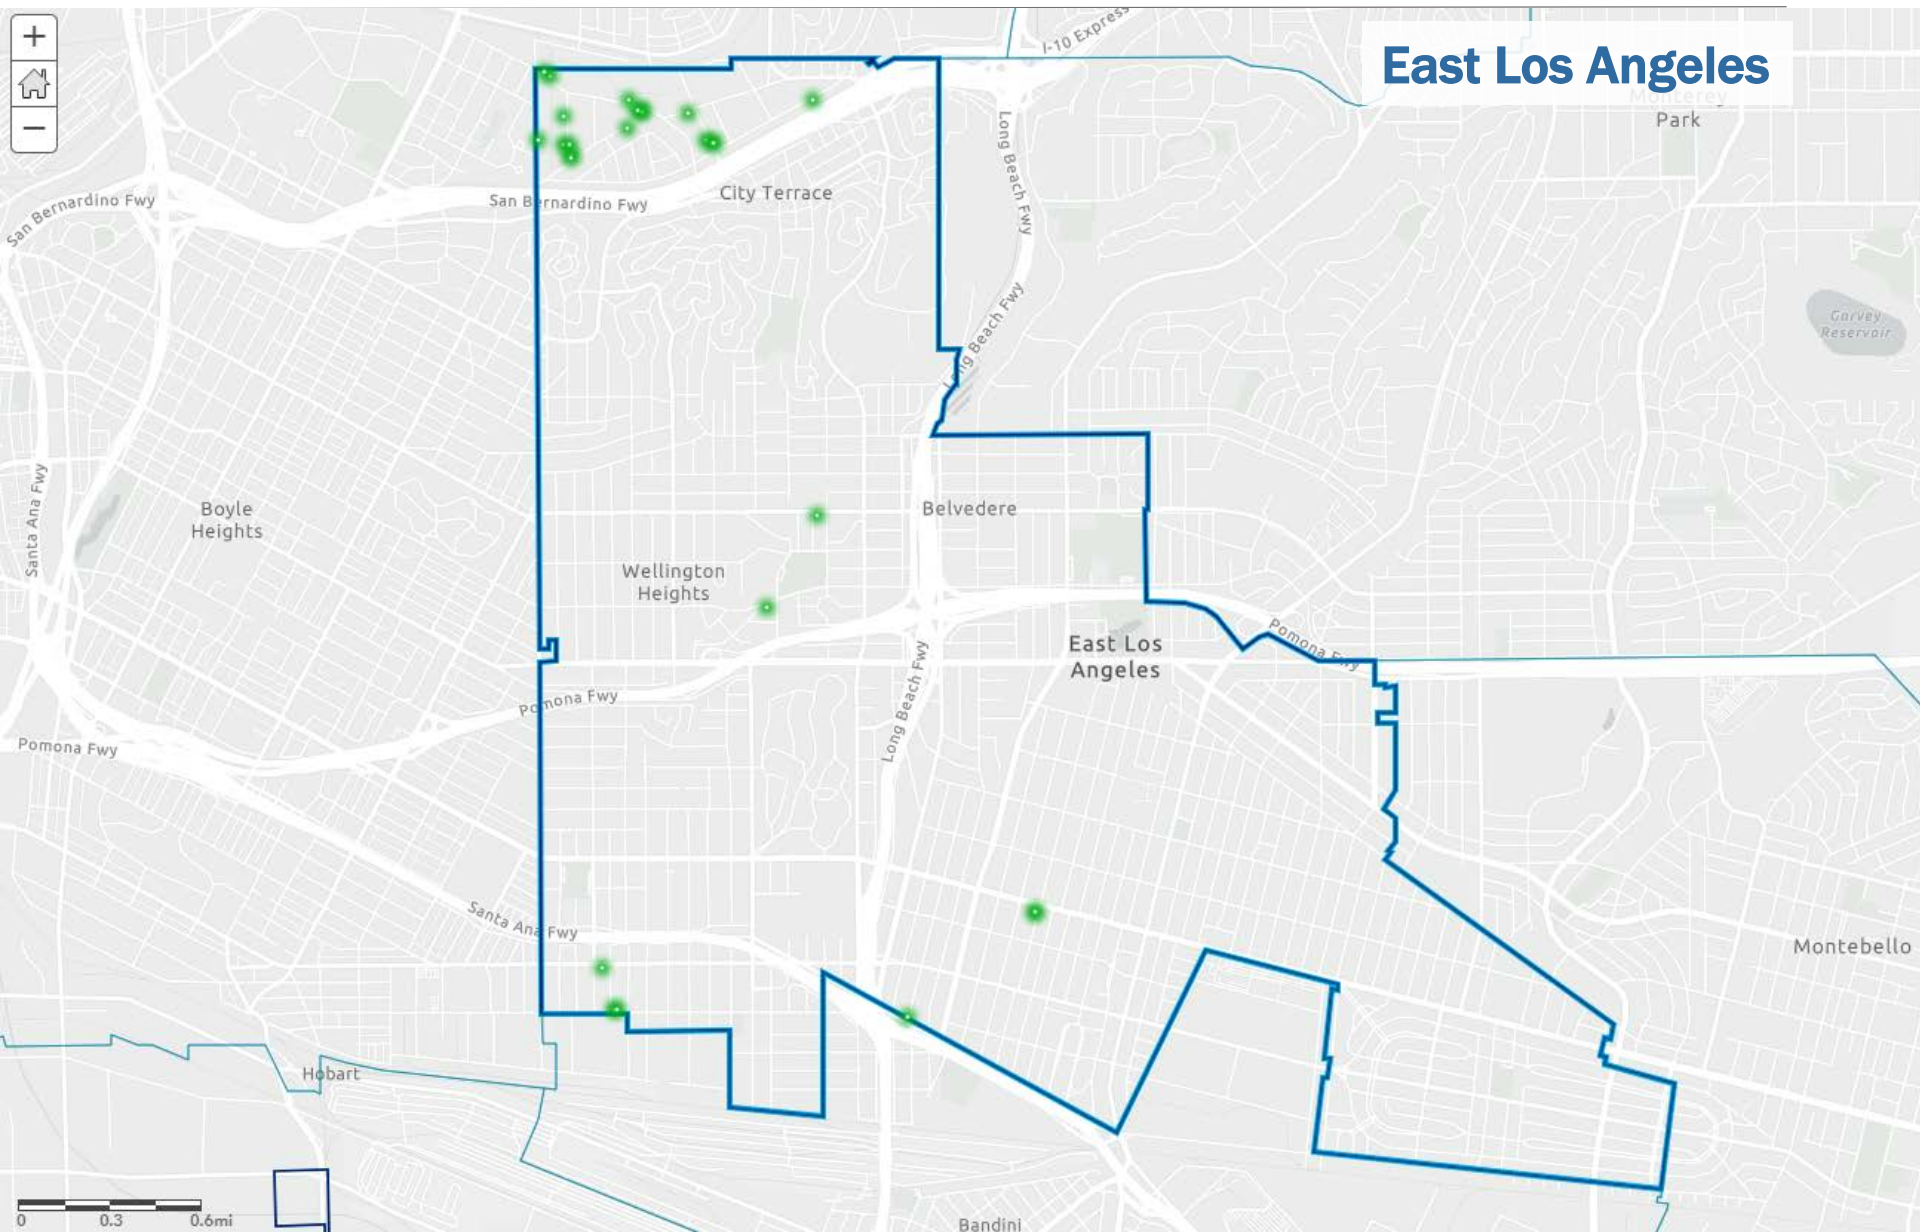 +
−
East Los Angeles
I-10 Express
Monterey
Park
Long Beach Fwy
San Bernardino Fwy
San Bernardino Fwy
City Terrace
Long Beach Fwy
Garvey
Reservoir
Santa Ana Fwy
Boyle
Heights
Belvedere
Wellington
Heights
East Los
Angeles
Pomona Fwy
Long Beach Fwy
Pomona Fwy
Pomona Fwy
Santa Ana Fwy
Montebello
Hobart
0
0.3
0.6mi
Bandini